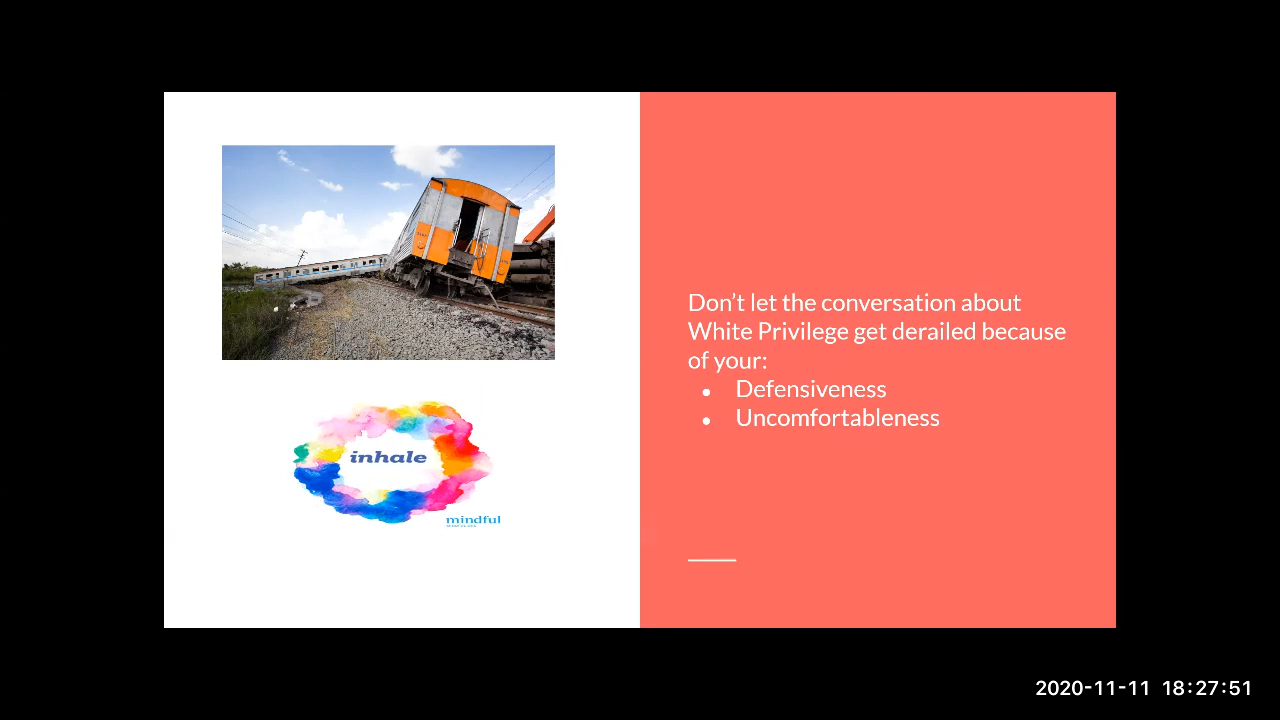 Don't let the conversation about
White Privilege get derailed because
of your:
● Defensiveness
● Uncomfortableness
inhale
mindful
2020-11-11 18:27:51